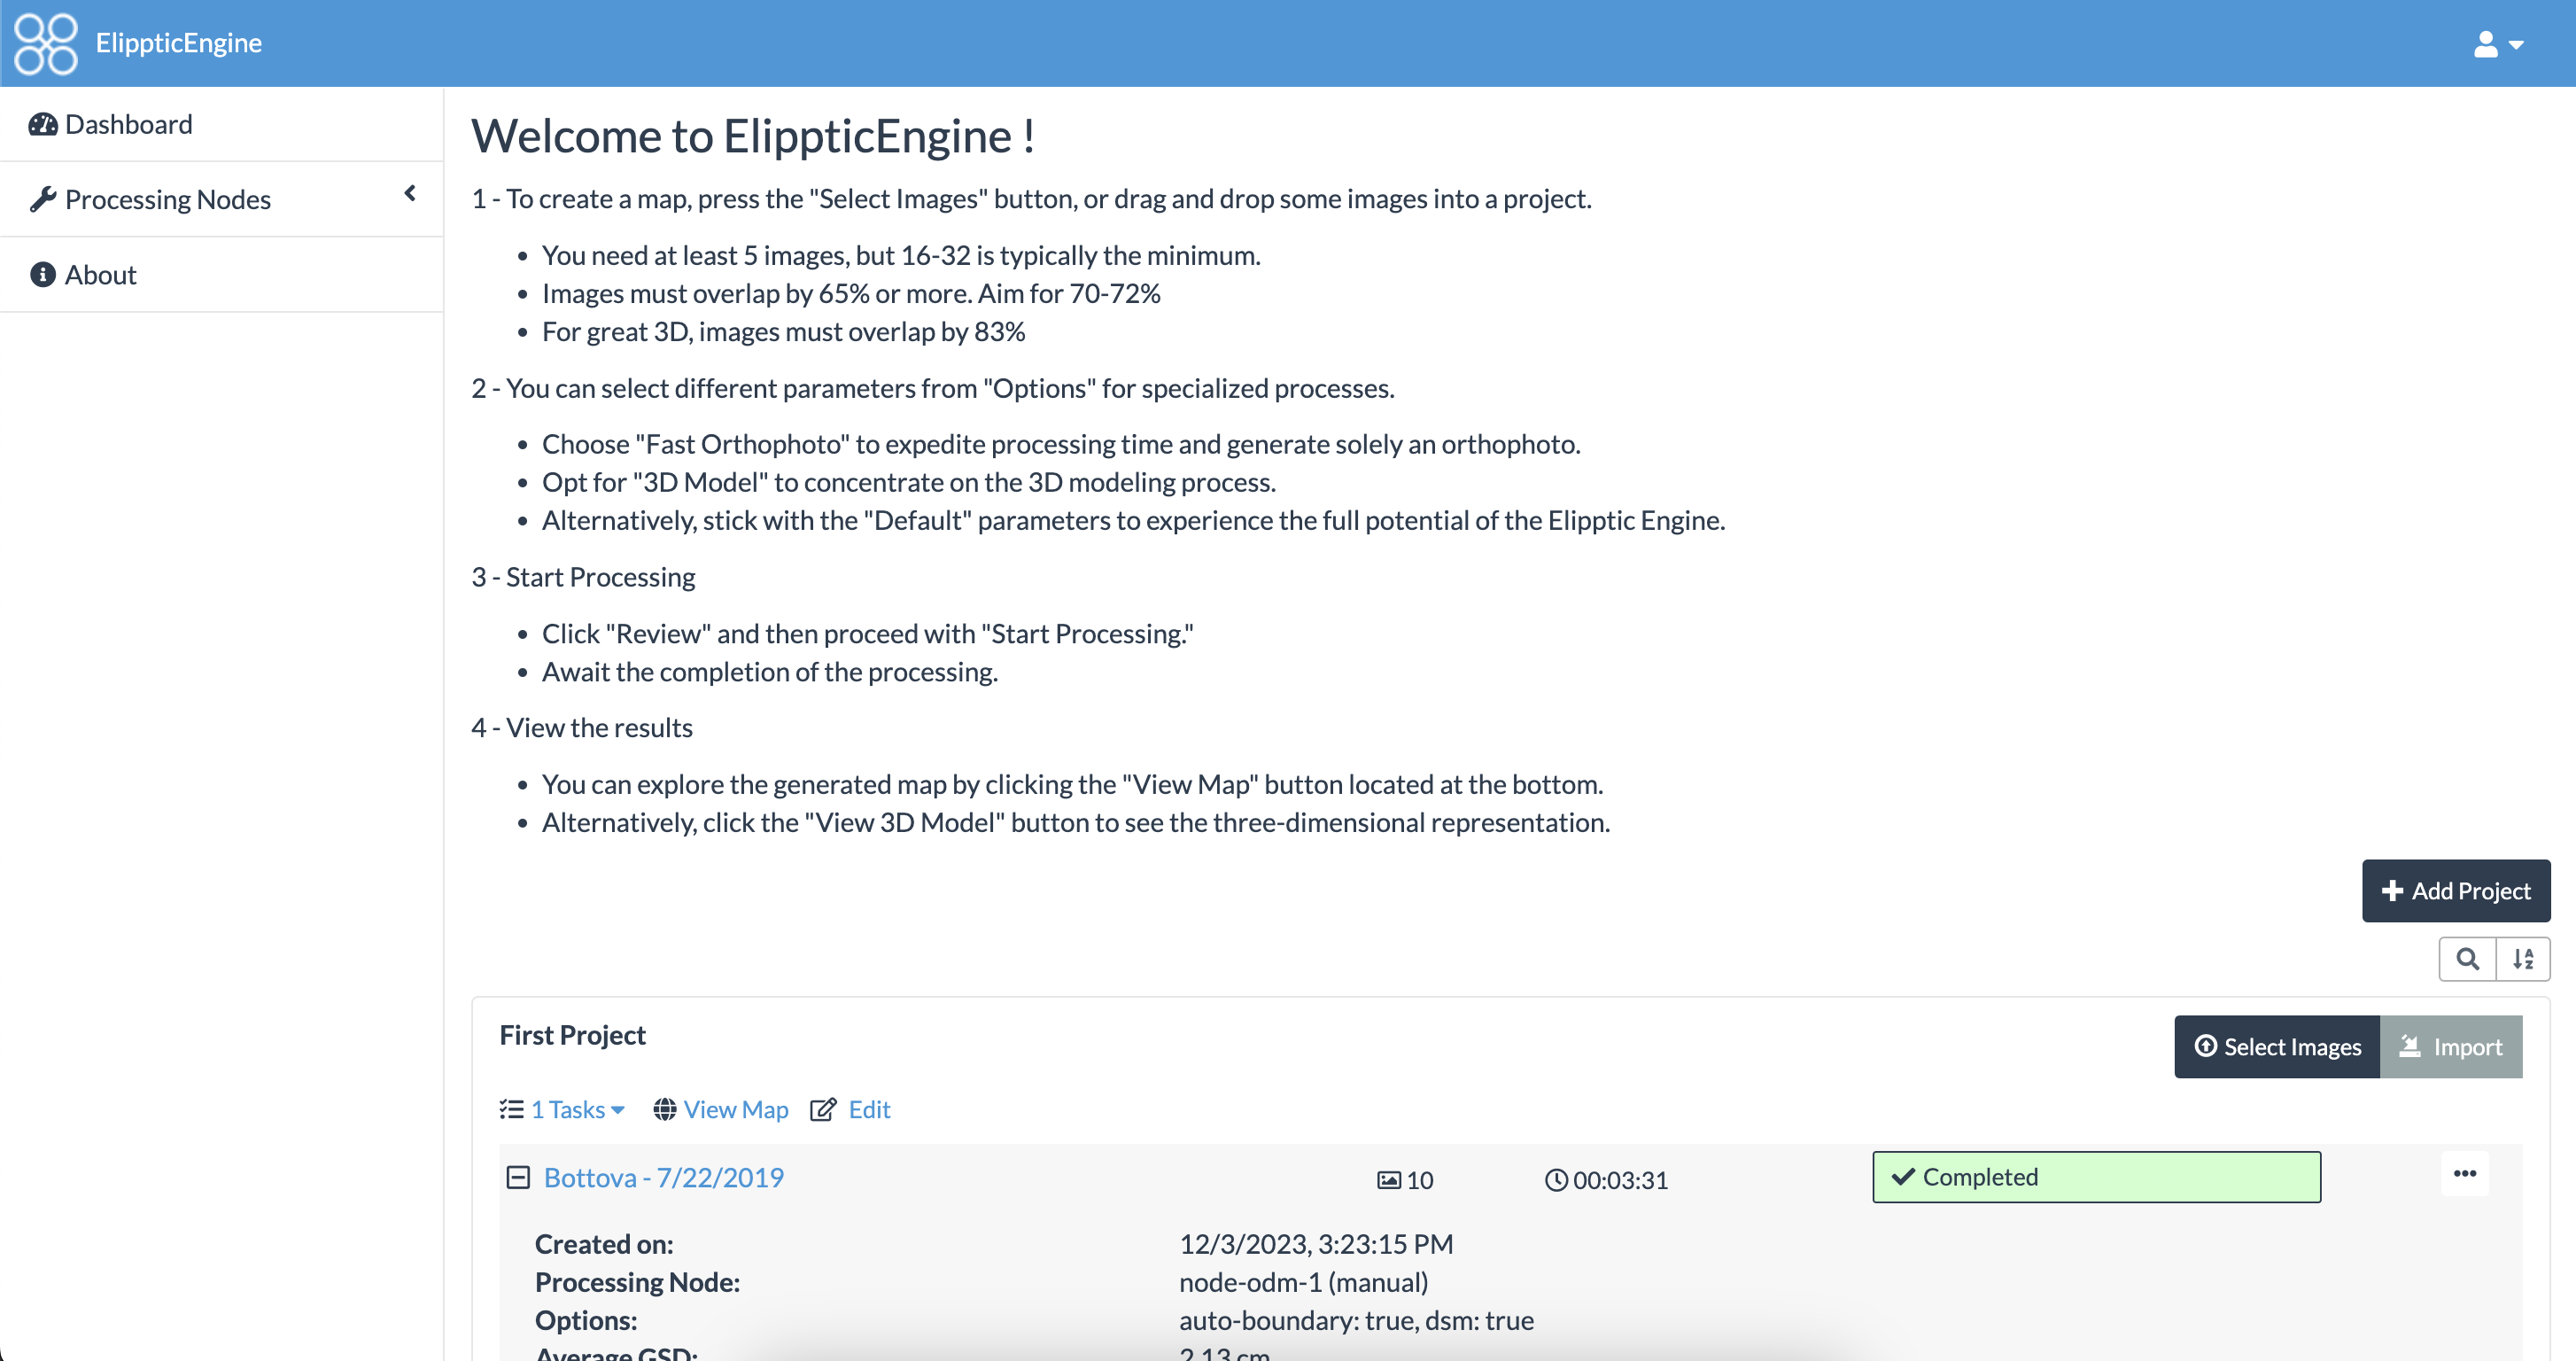 ElippticEngine
Dashboard
Processing Nodes
About
Welcome to ElippticEngine !
1 - To create a map, press the "Select Images" button, or drag and drop some images into a project.
• You need at least 5 images, but 16-32 is typically the minimum.
• Images must overlap by 65% or more. Aim for 70-72%
• For great 3D, images must overlap by 83%
2 - You can select different parameters from "Options" for specialized processes.
• Choose "Fast Orthophoto" to expedite processing time and generate solely an orthophoto.
• Opt for "3D Model" to concentrate on the 3D modeling process.
• Alternatively, stick with the "Default" parameters to experience the full potential of the Elipptic Engine.
3 - Start Processing
• Click "Review" and then proceed with "Start Processing."
• Await the completion of the processing.
4 - View the results
• You can explore the generated map by clicking the "View Map" button located at the bottom.
• Alternatively, click the "View 3D Model" button to see the three-dimensional representation.
Add Project
First Project
Select Images Import
1 Tasks View Map Edit
Bottova - 7/22/2019 10 00:03:31 Completed
Created on: 12/3/2023, 3:23:15 PM
Processing Node: node-odm-1 (manual)
Options: auto-boundary: true, dsm: true
Average GSD: 2.13 cm